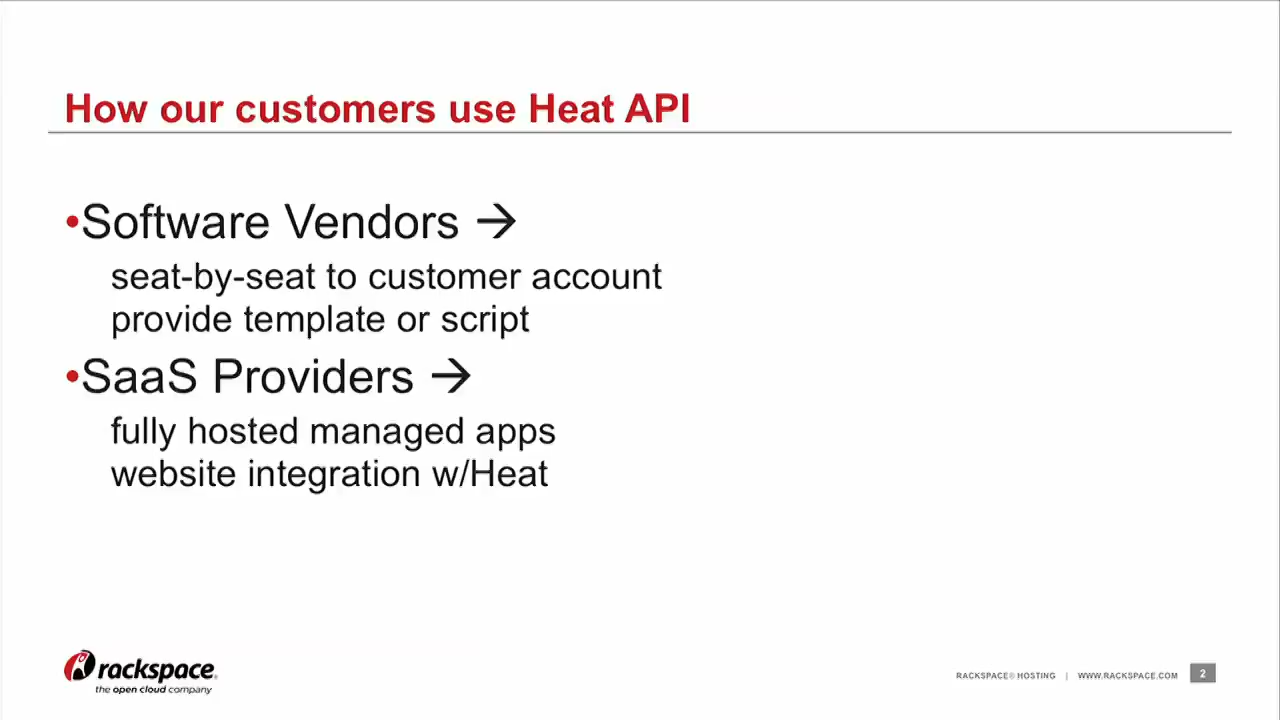 How our customers use Heat API
•Software Vendors →
seat-by-seat to customer account
provide template or script
•SaaS Providers →
fully hosted managed apps
website integration w/Heat
rackspace®
the open cloud company
RACKSPACE® HOSTING | WWW.RACKSPACE.COM 2